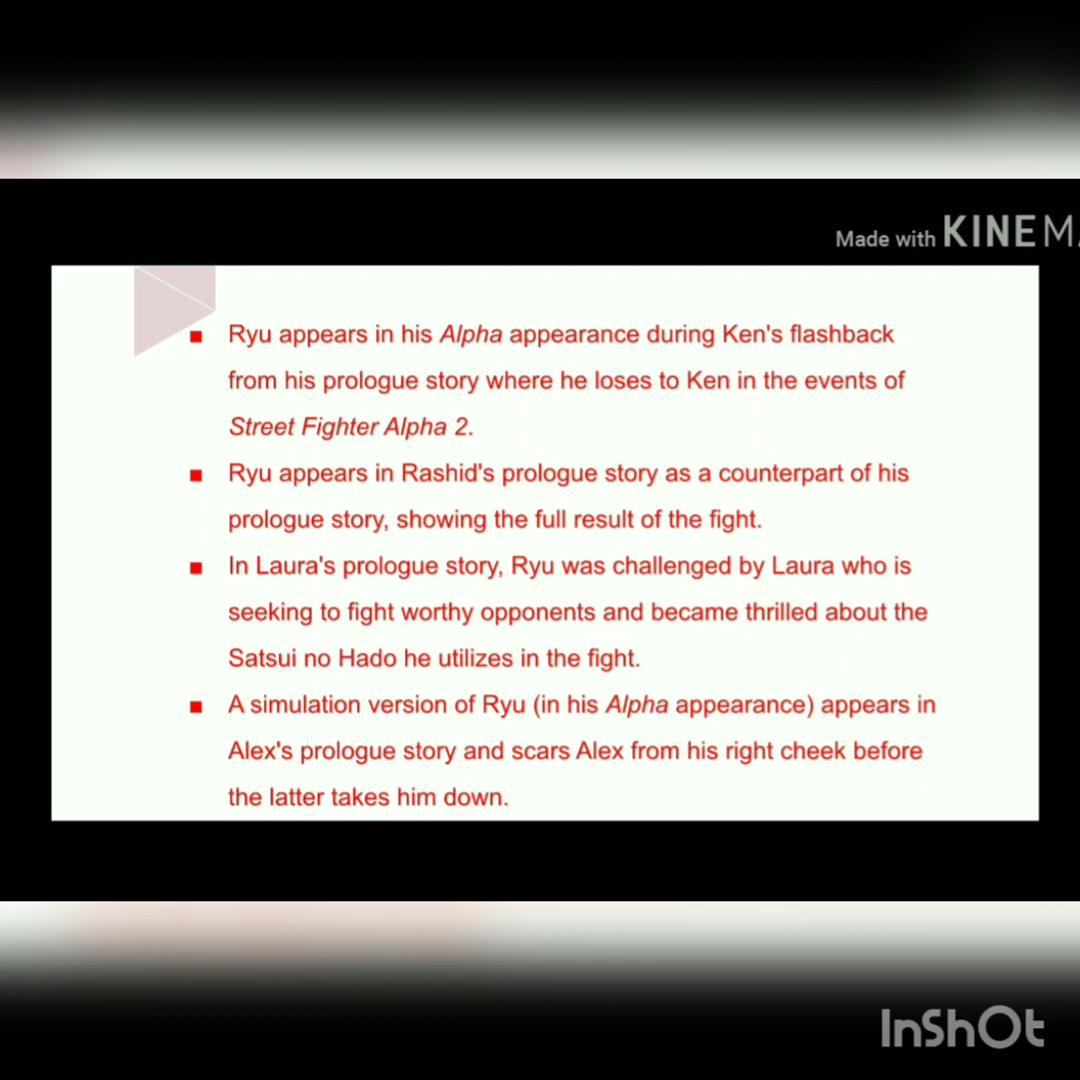 Made with KINEMA
Ryu appears in his Alpha appearance during Ken's flashback
from his prologue story where he loses to Ken in the events of
Street Fighter Alpha 2.
Ryu appears in Rashid's prologue story as a counterpart of his
prologue story, showing the full result of the fight.
In Laura's prologue story, Ryu was challenged by Laura who is
seeking to fight worthy opponents and became thrilled about the
Satsui no Hado he utilizes in the fight.
A simulation version of Ryu (in his Alpha appearance) appears in
Alex's prologue story and scars Alex from his right cheek before
the latter takes him down.
InShOt